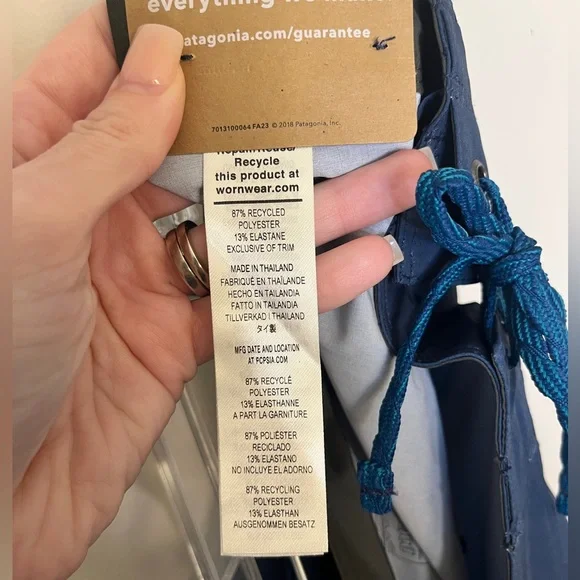 everything we
patagonia.com/guarantee
7013100064 FA23 © 2018 Patagonia, Inc.
Repair/Reuse/
Recycle
this product at
wornwear.com
87% RECYCLED
POLYESTER
13% ELASTANE
EXCLUSIVE OF TRIM
MADE IN THAILAND
FABRIQUÉ EN THAÏLANDE
HECHO EN TAILANDIA
FATTO IN TAILANDIA
TILLVERKAD I THAILAND
タイ製
MFG DATE AND LOCATION
AT PCPSIA.COM
87% RECYCLÉ
POLYESTER
13% ELASTHANNE
A PART LA GARNITURE
87% POLIÉSTER
RECICLADO
13% ELASTANO
NO INCLUYE EL ADORNO
87% RECYCLING
POLYESTER
13% ELASTHAN
AUSGENOMMEN BESATZ